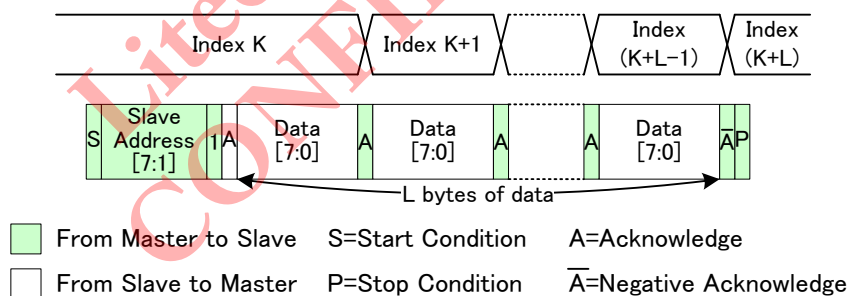 Index K Index K+1 Index (K+L-1) Index (K+L)
S Slave Address [7:1] 1 A Data [7:0] A Data [7:0] A A Data [7:0] A̅ P
L bytes of data
From Master to Slave S=Start Condition A=Acknowledge
From Slave to Master P=Stop Condition A̅=Negative Acknowledge